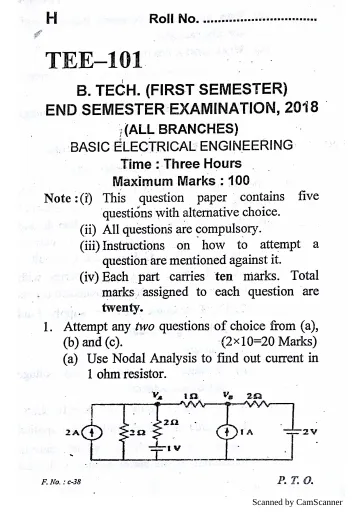 H
Roll No. ..............................
TEE–101
B. TECH. (FIRST SEMESTER)
END SEMESTER EXAMINATION, 2018
(ALL BRANCHES)
BASIC ELECTRICAL ENGINEERING
Time : Three Hours
Maximum Marks : 100
Note :(i) This question paper contains five
questions with alternative choice.
(ii) All questions are compulsory.
(iii) Instructions on how to attempt a
question are mentioned against it.
(iv) Each part carries ten marks. Total
marks assigned to each question are
twenty.
1. Attempt any two questions of choice from (a),
(b) and (c). (2×10=20 Marks)
(a) Use Nodal Analysis to find out current in
1 ohm resistor.
VA 1Ω VB 2Ω
2A 2Ω 2Ω 1A 2V
1V
F. No. : c-38 P. T. O.
Scanned by CamScanner